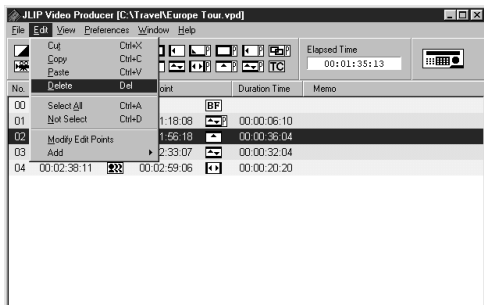 JLIP Video Producer [C:\Travel\Europe Tour.vpd]
File Edit View Preferences Window Help
Cut Ctrl+X
Copy Ctrl+C
Paste Ctrl+V
Delete Del
Select All Ctrl+A
Not Select Ctrl+D
Modify Edit Points
Add
P P P
P P P TC
Elapsed Time
00:01:35:13
No. oint Duration Time Memo
00 BF
01 1:18:08 P 00:00:06:10
02 1:56:18 00:00:36:04
03 2:33:07 00:00:32:04
04 00:02:38:11 00:02:59:06 00:00:20:20